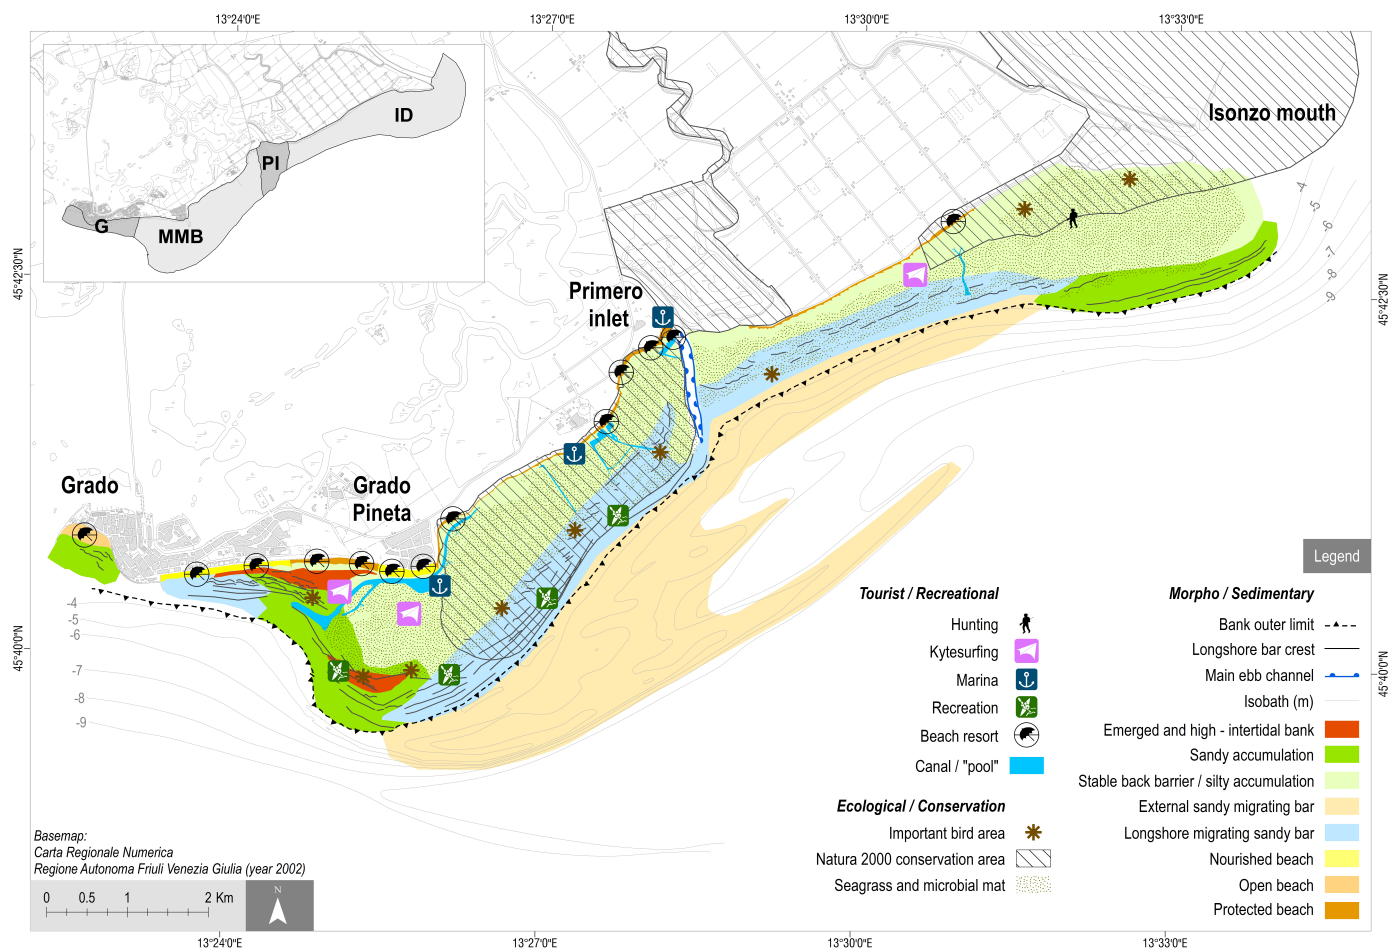 13°24'0"E
13°27'0"E
13°30'0"E
13°33'0"E
ID
PI
G
MMB
Isonzo mouth
-4
-5
-6
-7
-8
-9
45°42'30"N
45°42'30"N
Primero
inlet
Grado
Grado
Pineta
-4
-5
-6
-7
-8
-9
45°40'0"N
45°40'0"N
Legend
Tourist / Recreational
Hunting
Kytesurfing
Marina
Recreation
Beach resort
Canal / "pool"
Ecological / Conservation
Important bird area
Natura 2000 conservation area
Seagrass and microbial mat
Morpho / Sedimentary
Bank outer limit
Longshore bar crest
Main ebb channel
Isobath (m)
Emerged and high - intertidal bank
Sandy accumulation
Stable back barrier / silty accumulation
External sandy migrating bar
Longshore migrating sandy bar
Nourished beach
Open beach
Protected beach
Basemap:
Carta Regionale Numerica
Regione Autonoma Friuli Venezia Giulia (year 2002)
0 0.5 1 2 Km
N
13°24'0"E
13°27'0"E
13°30'0"E
13°33'0"E